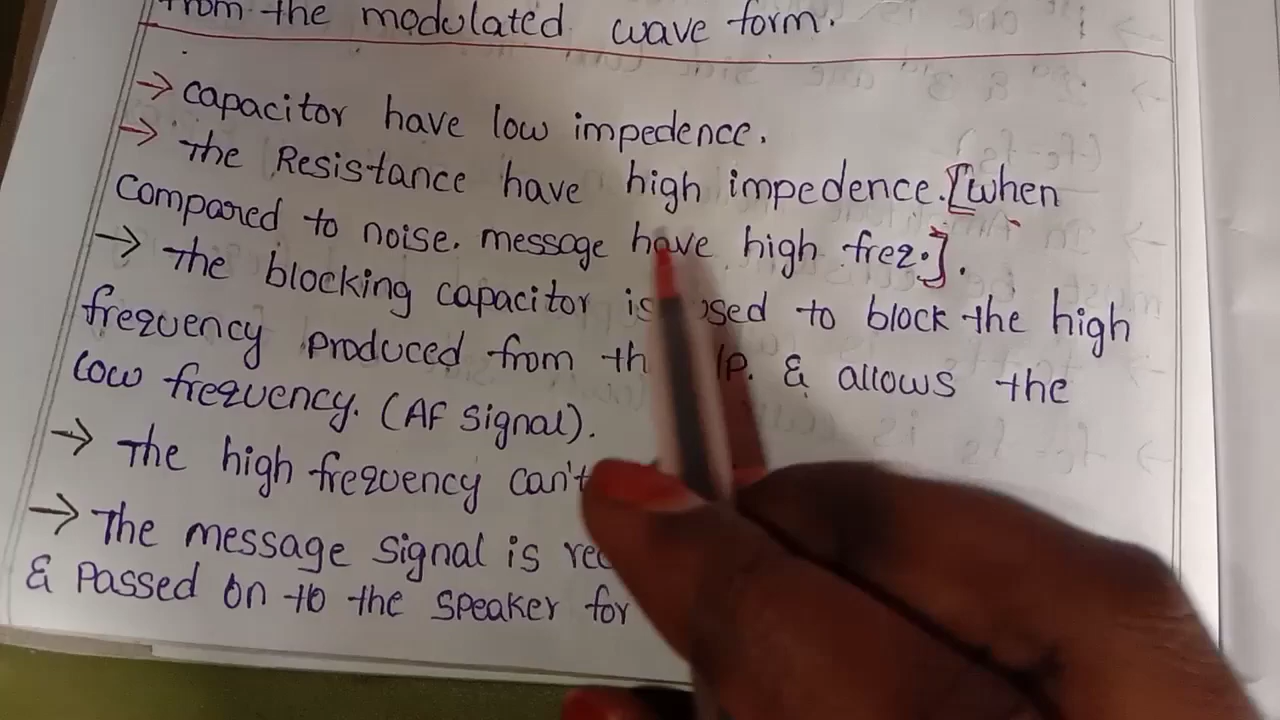 from the modulated wave form.
→ capacitor have low impedence.
→ The Resistance have high impedence. [when
compared to noise. message have high freq.].
→ The blocking capacitor is used to block the high
frequency produced from the /p. & allows the
low frequency. (AF signal).
→ The high frequency can't
→ The message signal is rec
& passed on to the speaker for